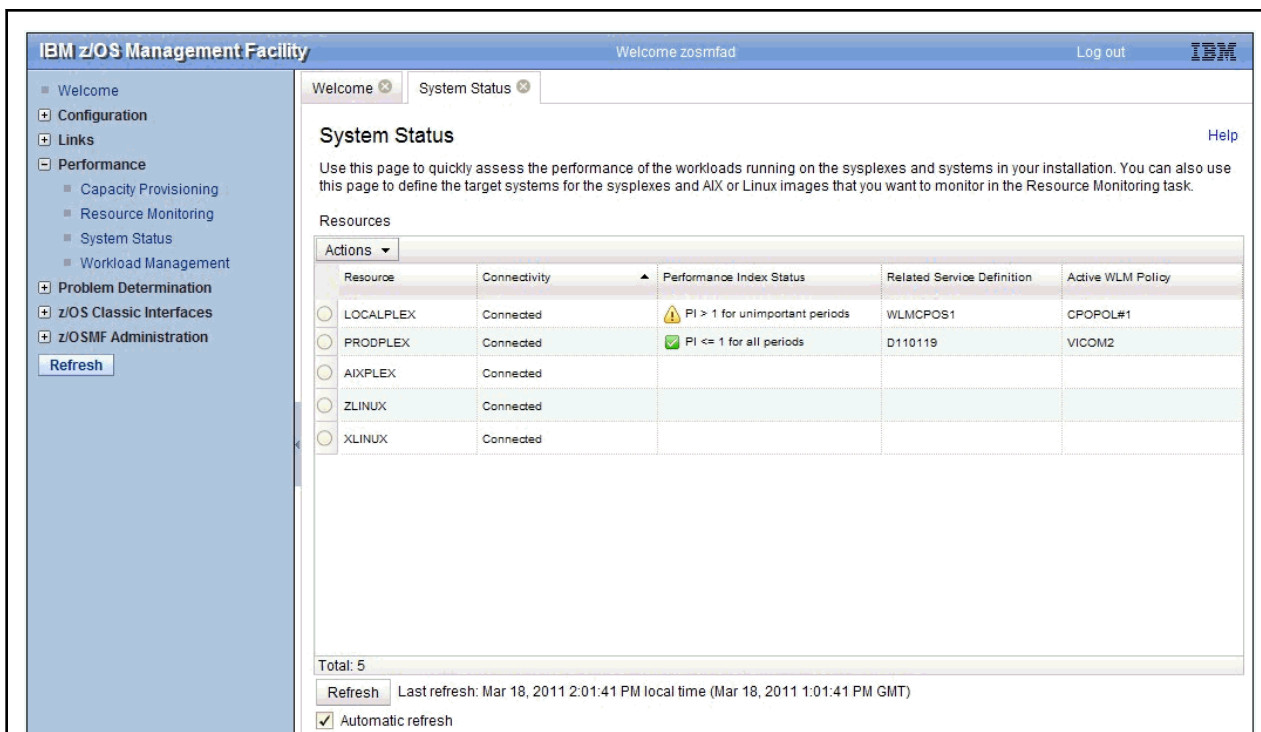 IBM z/OS Management Facility
Welcome zosmfad
Log out
IBM
Welcome
Configuration
Links
Performance
Capacity Provisioning
Resource Monitoring
System Status
Workload Management
Problem Determination
z/OS Classic Interfaces
z/OSMF Administration
Refresh
Welcome
System Status
System Status
Help
Use this page to quickly assess the performance of the workloads running on the sysplexes and systems in your installation. You can also use
this page to define the target systems for the sysplexes and AIX or Linux images that you want to monitor in the Resource Monitoring task.
Resources
Actions
Resource Connectivity Performance Index Status Related Service Definition Active WLM Policy
LOCALPLEX Connected PI > 1 for unimportant periods WLMCPOS1 CPOPOL#1
PRODPLEX Connected PI <= 1 for all periods D110119 VICOM2
AIXPLEX Connected
ZLINUX Connected
XLINUX Connected
Total: 5
Refresh Last refresh: Mar 18, 2011 2:01:41 PM local time (Mar 18, 2011 1:01:41 PM GMT)
Automatic refresh